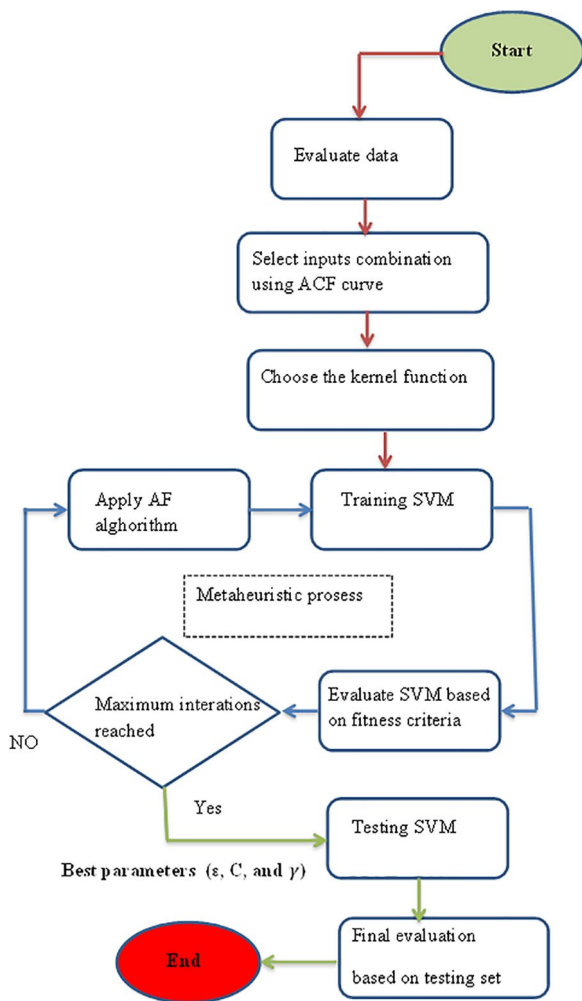 Start
Evaluate data
Select inputs combination
using ACF curve
Choose the kernel function
Apply AF
alghorithm
Training SVM
Metaheuristic prosess
Maximum interations
reached
Evaluate SVM based
on fitness criteria
NO
Yes
Testing SVM
Best parameters (ε, C, and γ)
Final evaluation
based on testing set
End